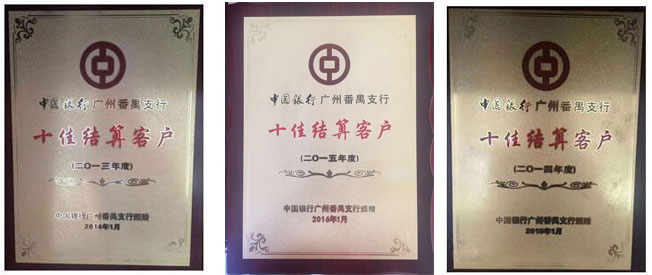 中国银行 广州番禺支行
十佳结算客户
(二〇一三年度)
中国银行广州番禺支行颁赠
2014年1月
中国银行 广州番禺支行
十佳结算客户
(二〇一五年度)
中国银行广州番禺支行颁赠
2016年1月
中国银行 广州番禺支行
十佳结算客户
(二〇一四年度)
中国银行广州番禺支行颁赠
2015年1月